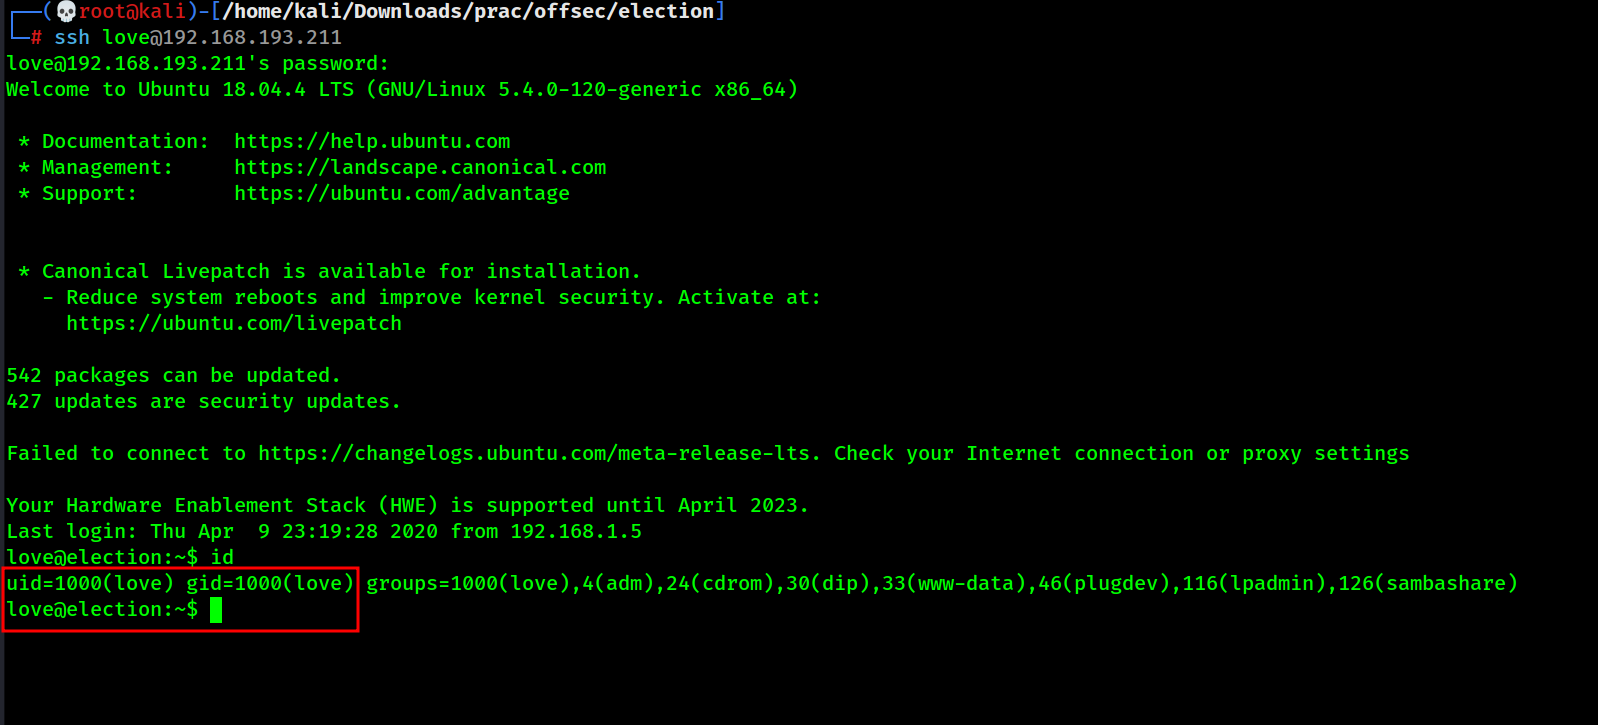 ┌──(💀root@kali)-[/home/kali/Downloads/prac/offsec/election]
└─# ssh love@192.168.193.211
love@192.168.193.211's password:
Welcome to Ubuntu 18.04.4 LTS (GNU/Linux 5.4.0-120-generic x86_64)
* Documentation:  https://help.ubuntu.com
* Management:     https://landscape.canonical.com
* Support:        https://ubuntu.com/advantage
* Canonical Livepatch is available for installation.
- Reduce system reboots and improve kernel security. Activate at:
https://ubuntu.com/livepatch
542 packages can be updated.
427 updates are security updates.
Failed to connect to https://changelogs.ubuntu.com/meta-release-lts. Check your Internet connection or proxy settings
Your Hardware Enablement Stack (HWE) is supported until April 2023.
Last login: Thu Apr  9 23:19:28 2020 from 192.168.1.5
love@election:~$ id
uid=1000(love) gid=1000(love) groups=1000(love),4(adm),24(cdrom),30(dip),33(www-data),46(plugdev),116(lpadmin),126(sambashare)
love@election:~$